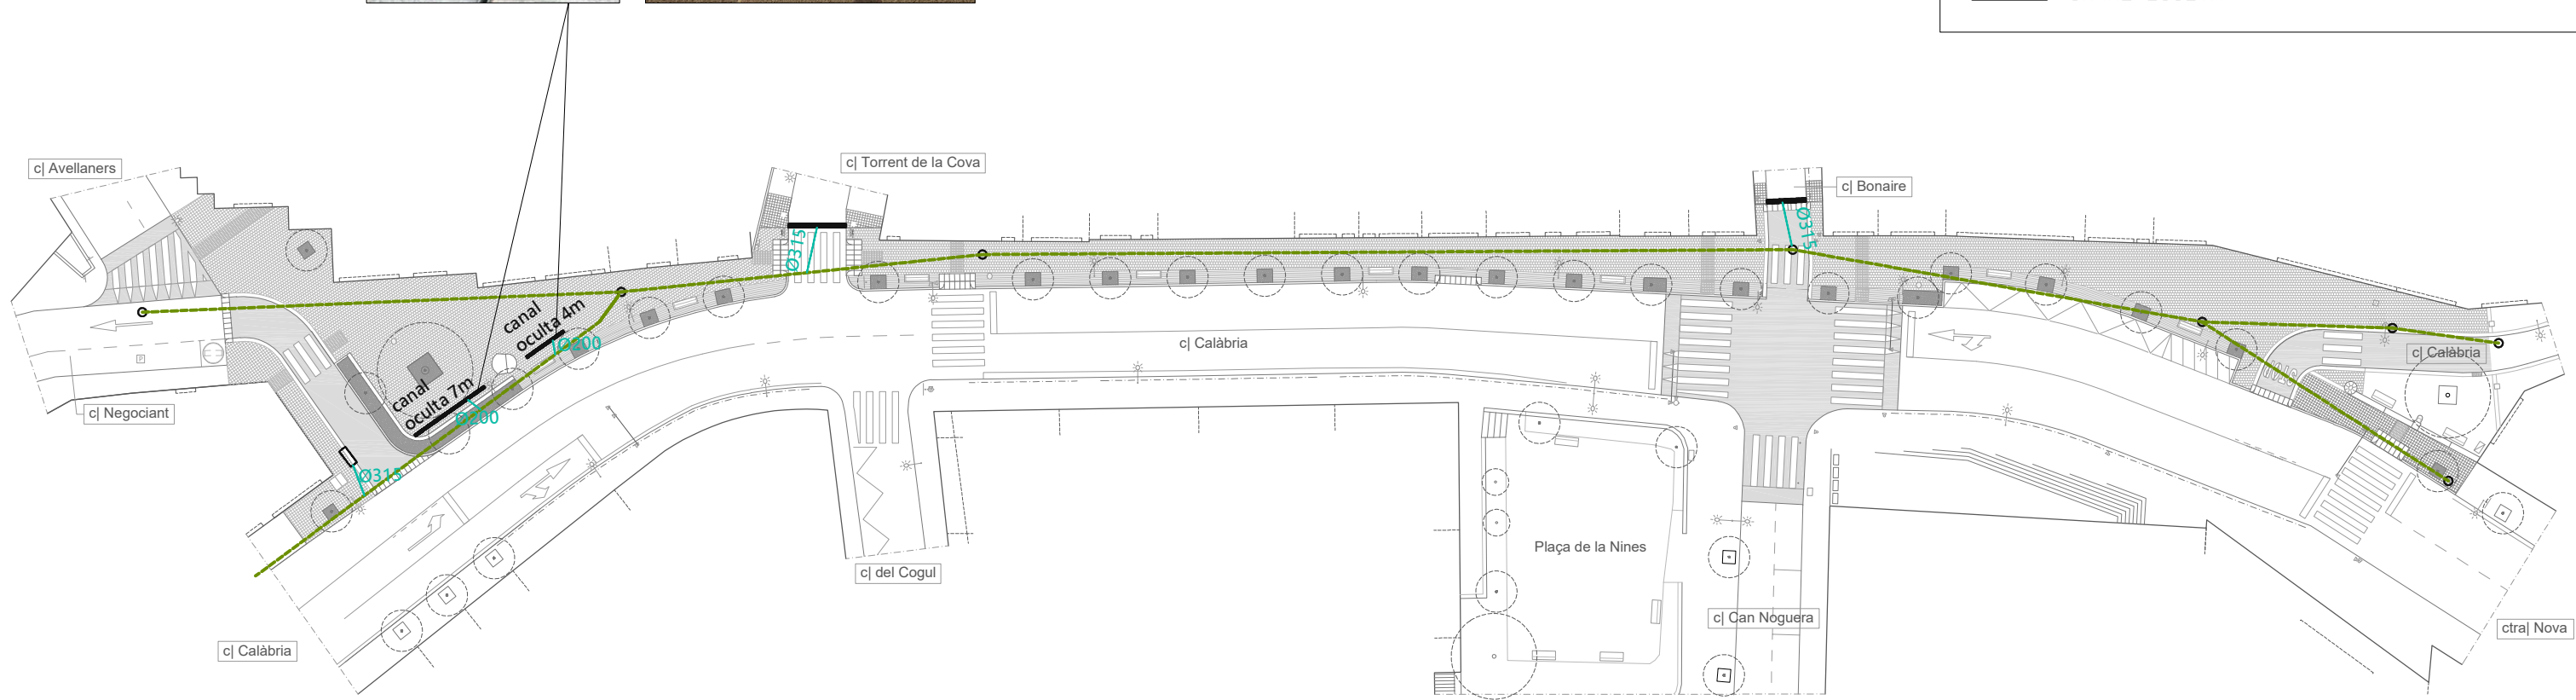 c| Avellaners
c| Torrent de la Cova
c| Bonaire
Ø315
Ø315
canal
oculta 4m
Ø200
c| Calàbria
c| Calàbria
canal
oculta 7m
Ø200
c| Negociant
Ø315
Plaça de la Nines
c| del Cogul
c| Can Noguera
ctra| Nova
c| Calàbria